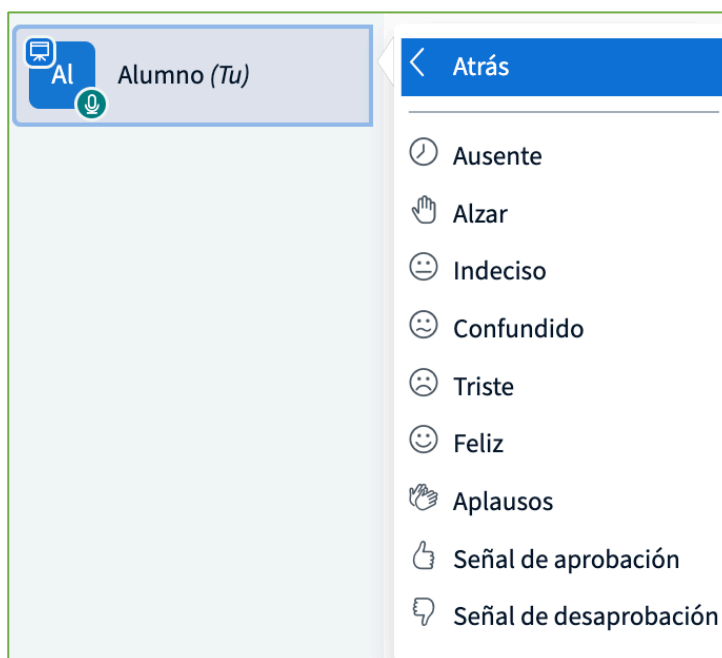 Al
Alumno (Tu)
Atrás
Ausente
Alzar
Indeciso
Confundido
Triste
Feliz
Aplausos
Señal de aprobación
Señal de desaprobación